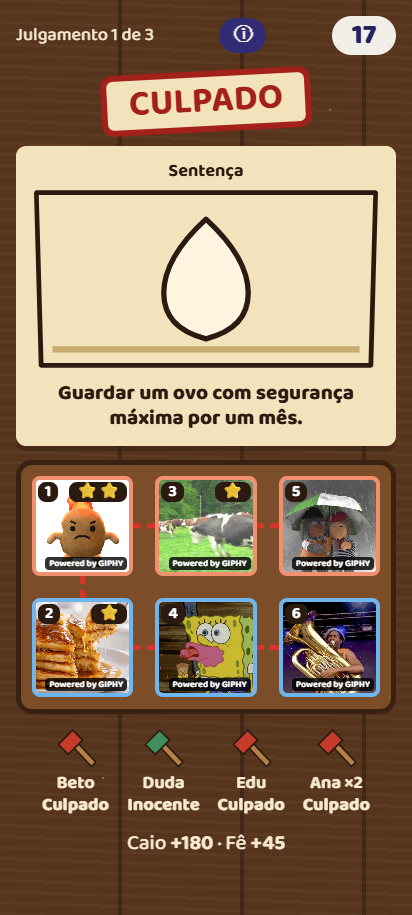 Julgamento 1 de 3
17
CULPADO
Sentença
Guardar um ovo com segurança
máxima por um mês.
1
Powered by GIPHY
3
Powered by GIPHY
5
Powered by GIPHY
2
Powered by GIPHY
4
Powered by GIPHY
6
Powered by GIPHY
Beto
Culpado
Duda
Inocente
Edu
Culpado
Ana ×2
Culpado
Caio +180 · Fê +45